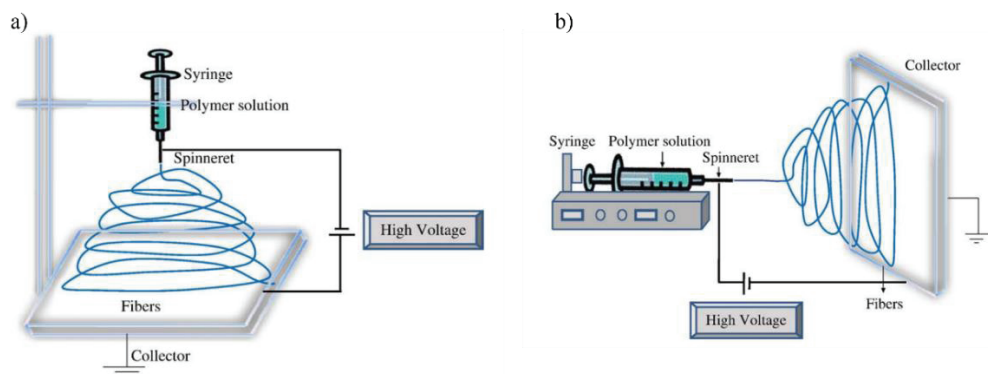 a)
Syringe
Polymer solution
Spinneret
High Voltage
Fibers
Collector
b)
Collector
Syringe Polymer solution
Spinneret
Fibers
High Voltage